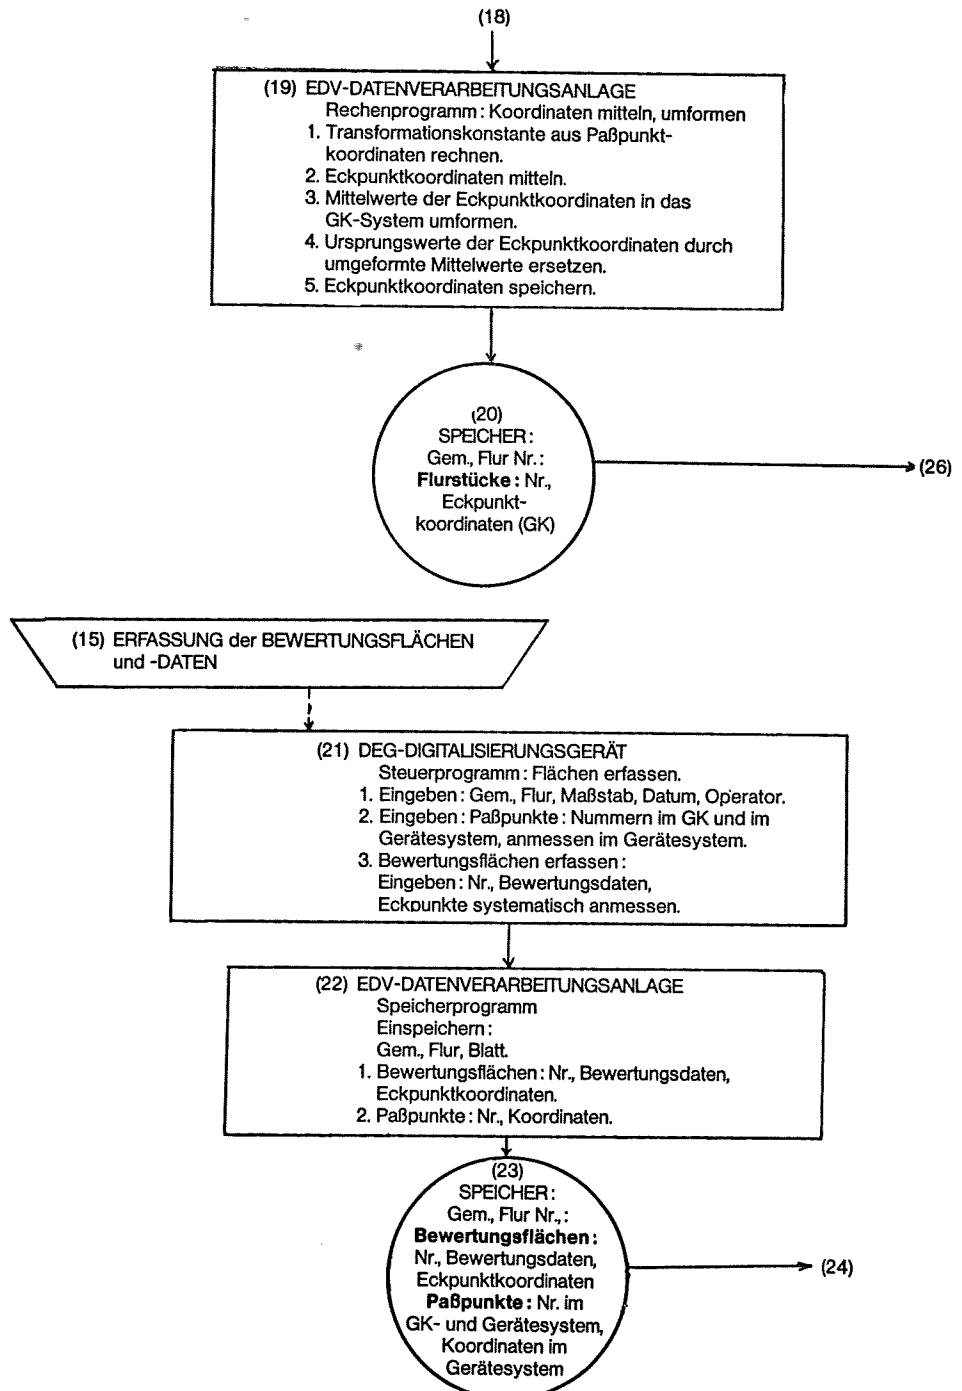 (18)
(19) EDV-DATENVERARBEITUNGSANLAGE
Rechenprogramm: Koordinaten mitteln, umformen
1. Transformationskonstante aus Paßpunkt-
koordinaten rechnen.
2. Eckpunktkoordinaten mitteln.
3. Mittelwerte der Eckpunktkoordinaten in das
GK-System umformen.
4. Ursprungswerte der Eckpunktkoordinaten durch
umgeformte Mittelwerte ersetzen.
5. Eckpunktkoordinaten speichern.
(20)
SPEICHER:
Gem., Flur Nr.:
Flurstücke: Nr.,
Eckpunkt-
koordinaten (GK)
(26)
(15) ERFASSUNG der BEWERTUNGSFLÄCHEN
und -DATEN
(21) DEG-DIGITALISIERUNGSGERÄT
Steuerprogramm: Flächen erfassen.
1. Eingeben: Gem., Flur, Maßstab, Datum, Operator.
2. Eingeben: Paßpunkte: Nummern im GK und im
Gerätesystem, anmessen im Gerätesystem.
3. Bewertungsflächen erfassen:
Eingeben: Nr., Bewertungsdaten,
Eckpunkte systematisch anmessen.
(22) EDV-DATENVERARBEITUNGSANLAGE
Speicherprogramm
Einspeichern:
Gem., Flur, Blatt.
1. Bewertungsflächen: Nr., Bewertungsdaten,
Eckpunktkoordinaten.
2. Paßpunkte: Nr., Koordinaten.
(23)
SPEICHER:
Gem., Flur Nr.,:
Bewertungsflächen:
Nr., Bewertungsdaten,
Eckpunktkoordinaten
Paßpunkte: Nr. im
GK- und Gerätesystem,
Koordinaten im
Gerätesystem
(24)